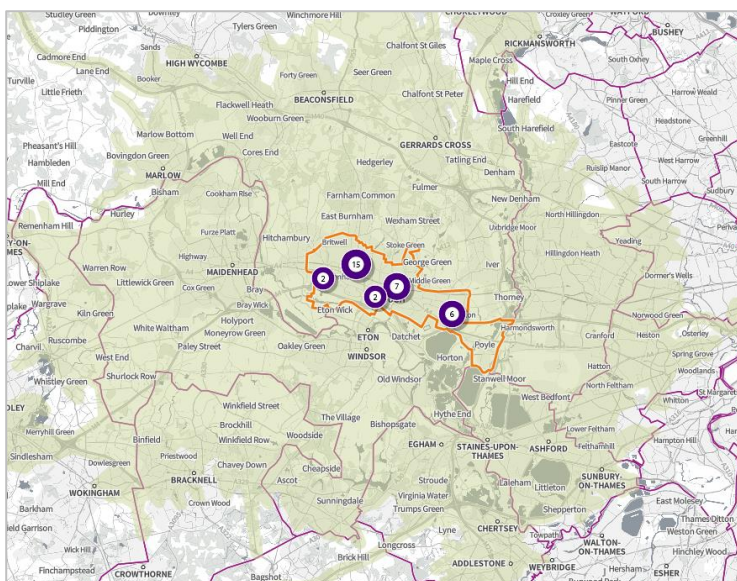 Studley Green
Downley
Tylers Green
Winchmore Hill
CHORLEYWOOD
Croxley Green
BUSHEY
Piddington
Sands
Chalfont St Giles
RICKMANSWORTH
South Oxhey
Cadmore End
HIGH WYCOMBE
Maple Cross
Lane End
Booker
Forty Green
Seer Green
Hill End
Turville
Harefield
Pinner Green
Harrow Weald
Little Frieth
BEACONSFIELD
Chalfont St Peter
Headstone
Flackwell Heath
Wooburn Green
South Harefield
Greenhill
Marlow Bottom
Well End
GERRARDS CROSS
Eastcote
Pheasant's Hill
Cores End
Tatling End
West Harrow
Hambleden
Bovingdon Green
Hedgerley
Ruislip Manor
MARLOW
Denham
South Harrow
Mill End
Bisham
Cookham Rise
Farnham Common
Fulmer
New Denham
Sudbury
Hurley
East Burnham
Wexham Street
North Hillingdon
Remenham Hill
Furze Platt
Uxbridge Moor
Hitchambury
Britwell
Stoke Green
Yeading
Highway
George Green
Hillingdon Heath
Warren Row
MAIDENHEAD
15
Iver
Dormer's Wells
Lower Shiplake
Littlewick Green
Cox Green
2
7
Middle Green
Bray
2
Thorney
Wargrave
Kiln Green
Bray Wick
Eton Wick
6
Norwood Green
White Waltham
Holyport
ETON
Harmondsworth
Moneyrow Green
Datchet
Cranford
Heston
Osterley
Ruscombe
Paley Street
Oakley Green
WINDSOR
Poyle
Charvil
West End
Horton
Hatton
Spring Grove
Shurlock Row
Stanwell Moor
Woodlands
Whistley Green
Old Windsor
North Feltham
Winkfield Street
The Village
Hythe End
West Bedfont
Whitton
Brockhill
Bishopsgate
Merryhill Green
Binfield
Winkfield Row
Woodside
Lower Feltham
Hampton Hill
EGHAM
STAINES-UPON-THAMES
ASHFORD
Felthamhill
Sindlesham
Dowlesgreen
Priestwood
Chavey Down
Cheapside
SUNBURY-ON-THAMES
WOKINGHAM
BRACKNELL
Ascot
Stroude
Laleham
Littleton
East Molesey
Barkham
Crown Wood
Sunningdale
Virginia Water
Shepperton
Thames Ditton
Trumps Green
Weston Green
Lyne
CHERTSEY
Towpath
Hinchley Wood
Wick Hill
Longcross
WALTON-ON-THAMES
Finchampstead
Brick Hill
ADDLESTONE
WEYBRIDGE
Hersham
ESHER
CROWTHORNE
Bagshot